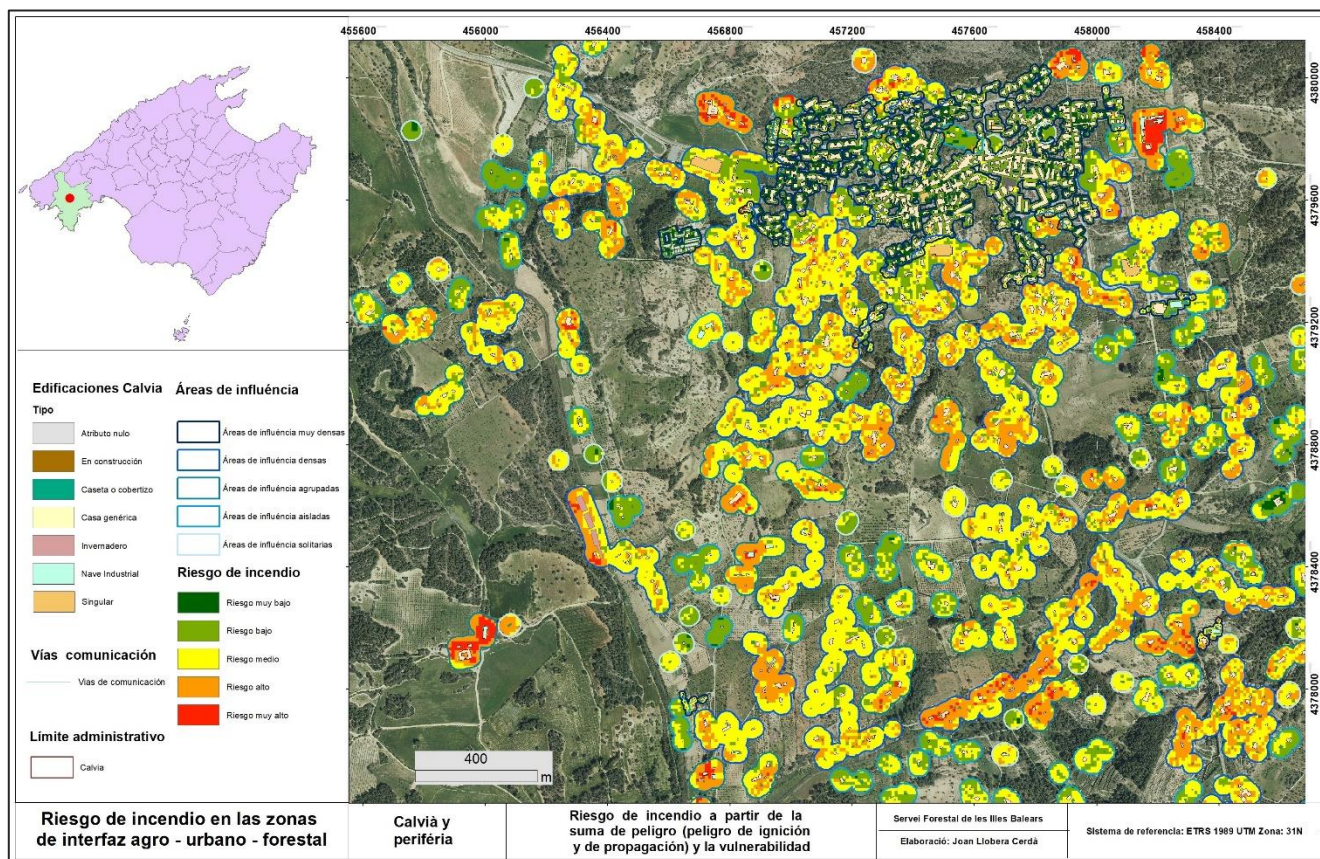 455600 456000 456400 456800 457200 457600 458000 458400
4380000
4379600
4379200
4378800
4378400
4378000
Edificaciones Calvia
Tipo
Atributo nulo
En construcción
Caseta o cobertizo
Casa genérica
Invernadero
Nave Industrial
Singular
Vías comunicación
Vias de comunicación
Límite administrativo
Calvia
Áreas de influéncia
Áreas de influéncia muy densas
Áreas de influéncia densas
Áreas de influéncia agrupadas
Áreas de influéncia aisladas
Áreas de influéncia solitarias
Riesgo de incendio
Riesgo muy bajo
Riesgo bajo
Riesgo medio
Riesgo alto
Riesgo muy alto
400
m
Riesgo de incendio en las zonas
de interfaz agro - urbano - forestal
Calvià y
periféria
Riesgo de incendio a partir de la
suma de peligro (peligro de ignición
y de propagación) y la vulnerabilidad
Servei Forestal de les Illes Balears
Elaboració: Joan Llobera Cerdà
Sistema de referencia: ETRS 1989 UTM Zona: 31N